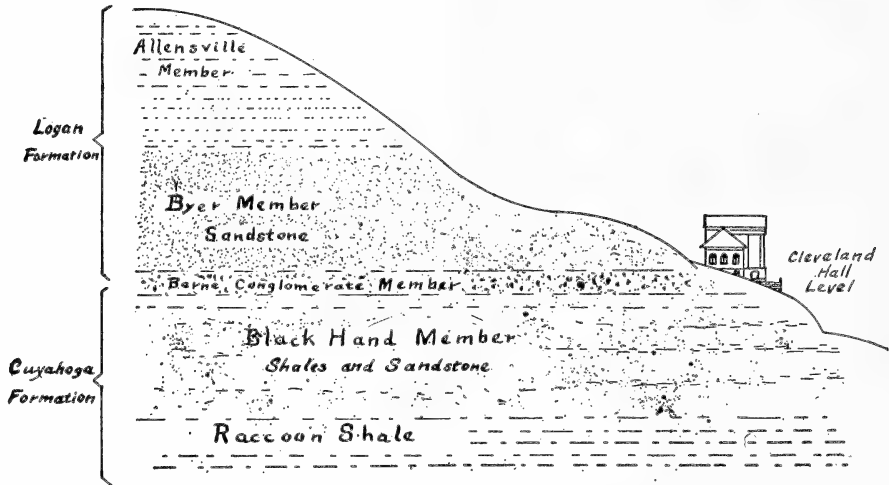 Allensville
Member
Logan
Formation
Byer Member
Sandstone
Cleveland
Hall
Level
Berne Conglomerate Member
Black Hand Member
Shales and Sandstone
Cuyahoga
Formation
Raccoon Shale